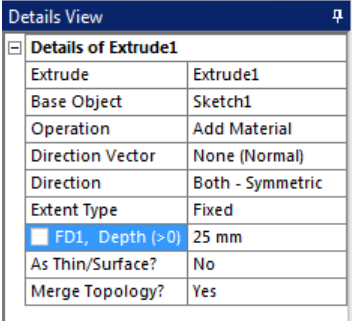 Details View
Details of Extrude1
Extrude Extrude1
Base Object Sketch1
Operation Add Material
Direction Vector None (Normal)
Direction Both - Symmetric
Extent Type Fixed
FD1, Depth (>0) 25 mm
As Thin/Surface? No
Merge Topology? Yes